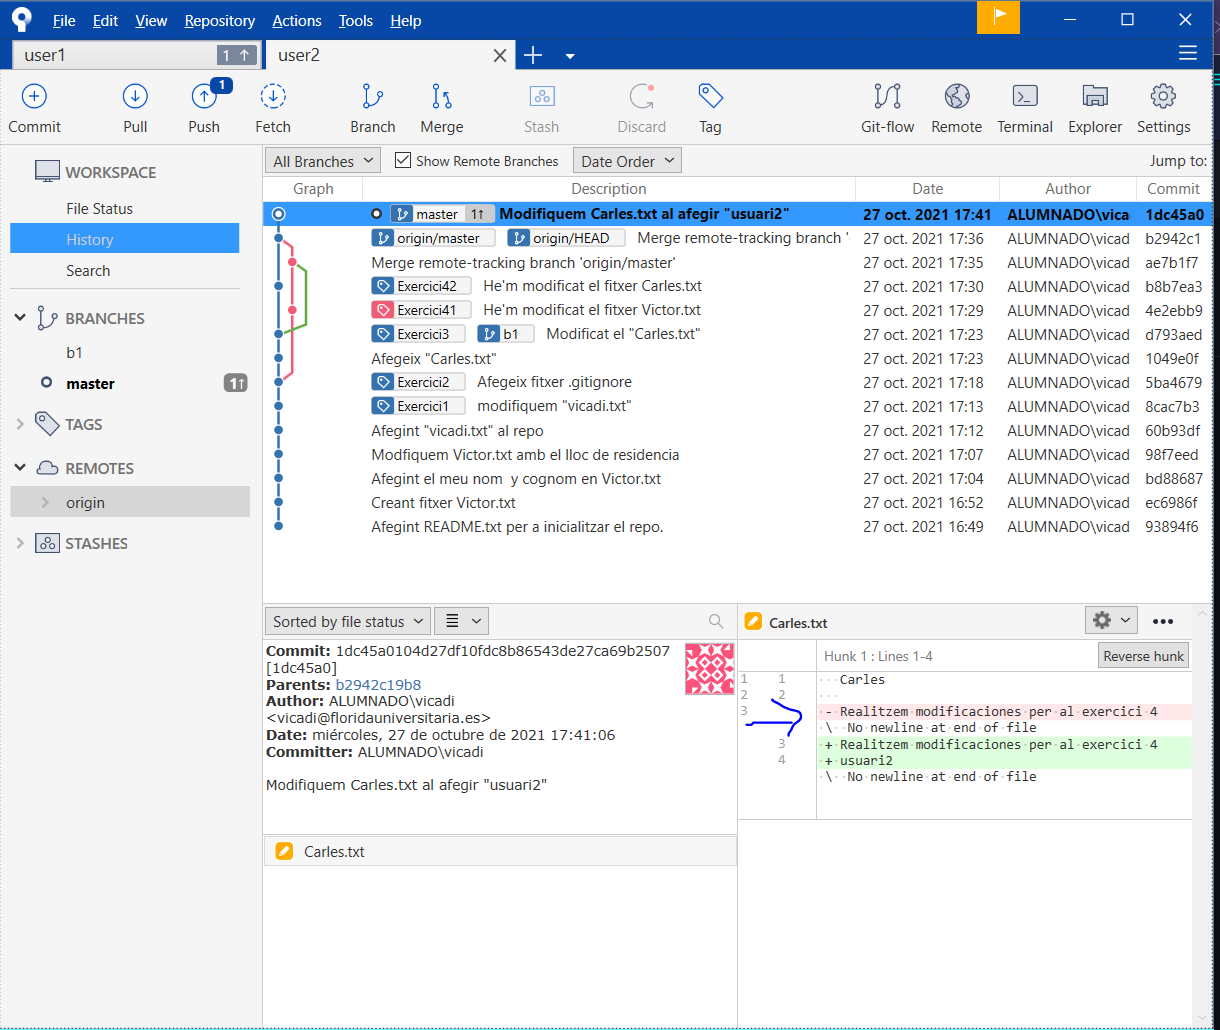 File Edit View Repository Actions Tools Help
user1 1↑ user2
1
Commit Pull Push Fetch Branch Merge Stash Discard Tag Git-flow Remote Terminal Explorer Settings
WORKSPACE
File Status
History
Search
BRANCHES
b1
master 1↑
TAGS
REMOTES
origin
STASHES
All Branches Show Remote Branches Date Order Jump to:
Graph Description Date Author Commit
master 1↑ Modifiquem Carles.txt al afegir "usuari2" 27 oct. 2021 17:41 ALUMNADO\vica 1dc45a0
origin/master origin/HEAD Merge remote-tracking branch ' 27 oct. 2021 17:36 ALUMNADO\vicad b2942c1
Merge remote-tracking branch 'origin/master' 27 oct. 2021 17:35 ALUMNADO\vicad ae7b1f7
Exercici42 He'm modificat el fitxer Carles.txt 27 oct. 2021 17:30 ALUMNADO\vicad b8b7ea3
Exercici41 He'm modificat el fitxer Victor.txt 27 oct. 2021 17:29 ALUMNADO\vicad 4e2ebb9
Exercici3 b1 Modificat el "Carles.txt" 27 oct. 2021 17:23 ALUMNADO\vicad d793aed
Afegeix "Carles.txt" 27 oct. 2021 17:23 ALUMNADO\vicad 1049e0f
Exercici2 Afegeix fitxer .gitignore 27 oct. 2021 17:18 ALUMNADO\vicad 5ba4679
Exercici1 modifiquem "vicadi.txt" 27 oct. 2021 17:13 ALUMNADO\vicad 8cac7b3
Afegint "vicadi.txt" al repo 27 oct. 2021 17:12 ALUMNADO\vicad 60b93df
Modfiquem Victor.txt amb el lloc de residencia 27 oct. 2021 17:07 ALUMNADO\vicad 98f7eed
Afegint el meu nom y cognom en Victor.txt 27 oct. 2021 17:04 ALUMNADO\vicad bd88687
Creant fitxer Victor.txt 27 oct. 2021 16:52 ALUMNADO\vicad ec6986f
Afegint README.txt per a inicialitzar el repo. 27 oct. 2021 16:49 ALUMNADO\vicad 93894f6
Sorted by file status
Commit: 1dc45a0104d27df10fdc8b86543de27ca69b2507
[1dc45a0]
Parents: b2942c19b8
Author: ALUMNADO\vicadi
<vicadi@floridauniversitaria.es>
Date: miércoles, 27 de octubre de 2021 17:41:06
Committer: ALUMNADO\vicadi
Modifiquem Carles.txt al afegir "usuari2"
Carles.txt
Carles.txt
Hunk 1 : Lines 1-4 Reverse hunk
1 1 Carles
2 2
3 - Realitzem modificaciones per al exercici 4
\ No newline at end of file
3 + Realitzem modificaciones per al exercici 4
4 + usuari2
\ No newline at end of file